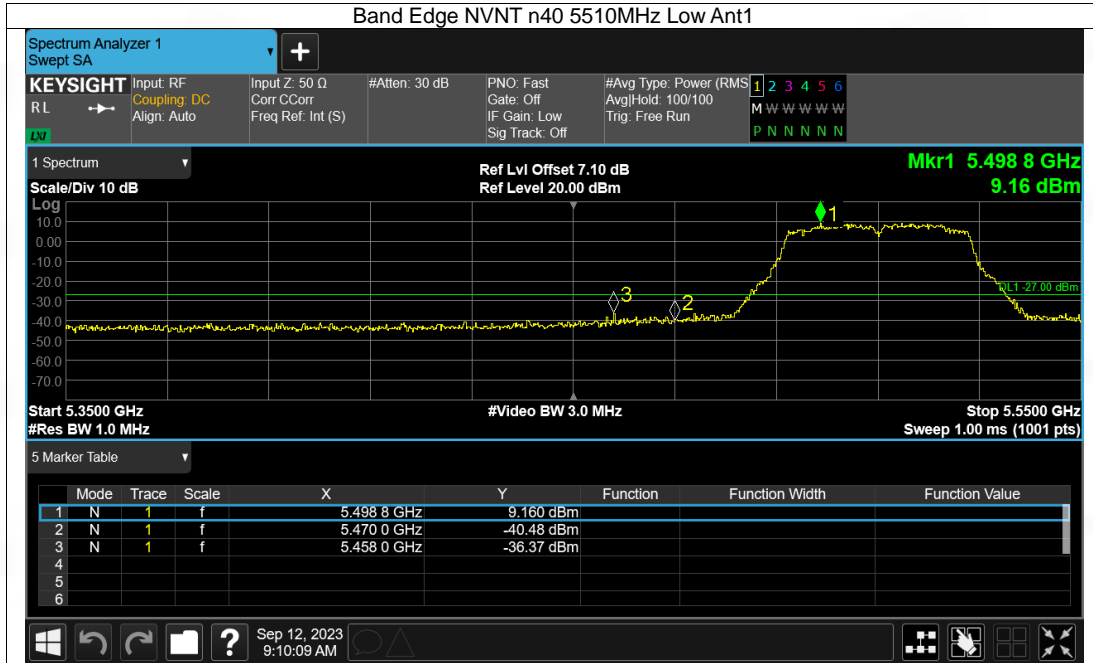 Band Edge NVNT n40 5510MHz Low Ant1
Spectrum Analyzer 1
Swept SA
+
KEYSIGHT Input: RF Input Z: 50 Ω #Atten: 30 dB PNO: Fast #Avg Type: Power (RMS 1 2 3 4 5 6
RL Coupling: DC Corr CCorr Gate: Off Avg|Hold: 100/100 M W W W W W
Align: Auto Freq Ref: Int (S) IF Gain: Low Trig: Free Run
LXI Sig Track: Off P N N N N N
1 Spectrum Ref Lvl Offset 7.10 dB Mkr1 5.498 8 GHz
Scale/Div 10 dB Ref Level 20.00 dBm 9.16 dBm
Log
10.0
0.00
-10.0
-20.0
-30.0
-40.0
-50.0
-60.0
-70.0
1
3
2
DL1 -27.00 dBm
Start 5.3500 GHz #Video BW 3.0 MHz Stop 5.5500 GHz
#Res BW 1.0 MHz Sweep 1.00 ms (1001 pts)
5 Marker Table
Mode Trace Scale X Y Function Function Width Function Value
1 N 1 f 5.498 8 GHz 9.160 dBm
2 N 1 f 5.470 0 GHz -40.48 dBm
3 N 1 f 5.458 0 GHz -36.37 dBm
4
5
6
? Sep 12, 2023
9:10:09 AM